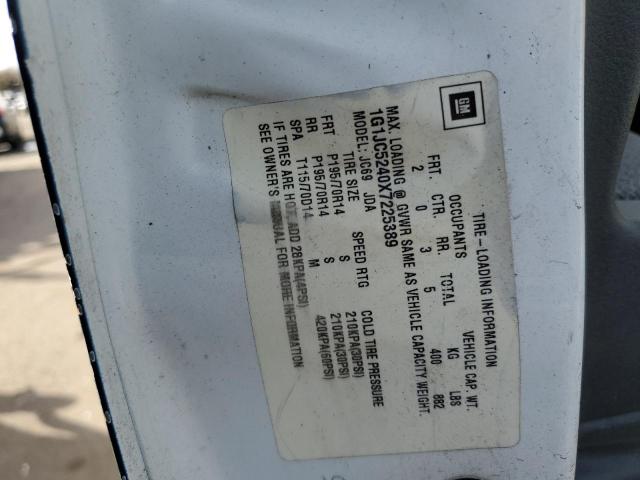 GM
TIRE-LOADING INFORMATION
OCCUPANTS VEHICLE CAP. WT.
FRT. CTR. RR. TOTAL KG LBS
2 0 3 5 400 882
MAX. LOADING @ GVWR SAME AS VEHICLE CAPACITY WEIGHT.
1G1JC5240X7225389
MODEL: JC69 JDA
TIRE SIZE SPEED RTG COLD TIRE PRESSURE
FRT P195/70R14 S 210KPA(30PSI)
RR P195/70R14 S 210KPA(30PSI)
SPA T115/70D14 M 420KPA(60PSI)
IF TIRES ARE HOT, ADD 28KPA(4PSI)
SEE OWNER'S MANUAL FOR MORE INFORMATION